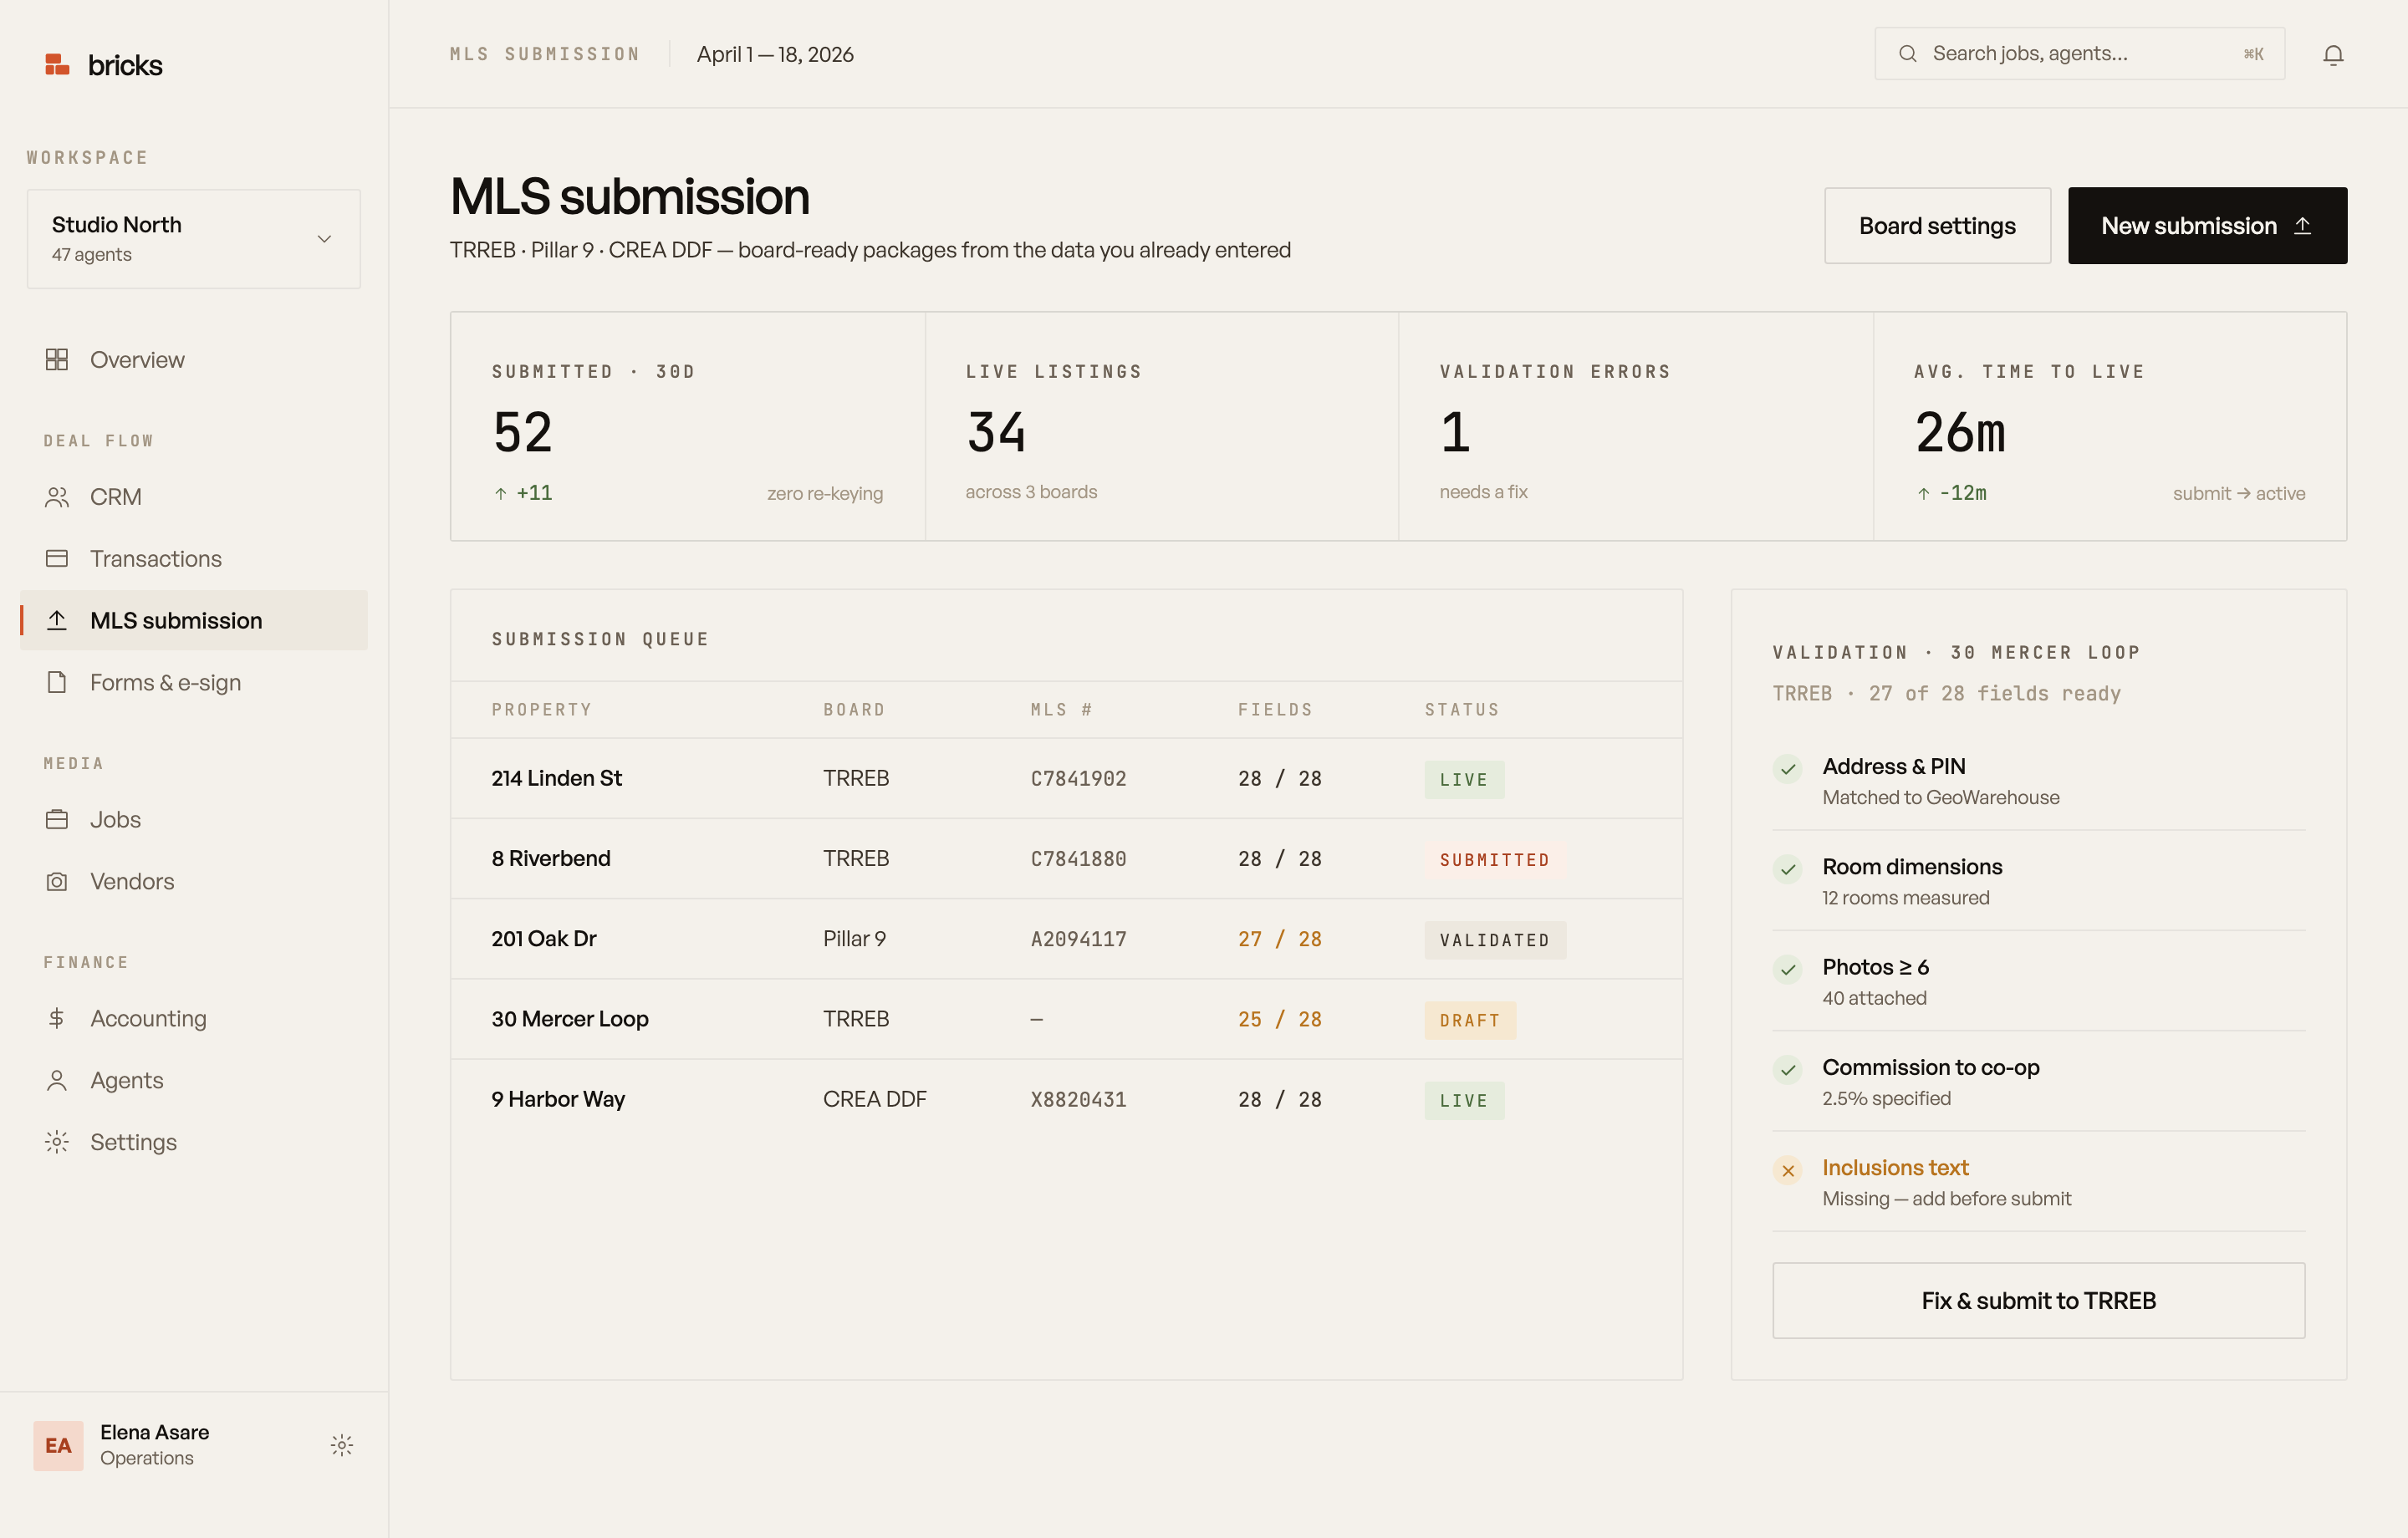 bricks
WORKSPACE
Studio North
47 agents
Overview
DEAL FLOW
CRM
Transactions
MLS submission
Forms & e-sign
MEDIA
Jobs
Vendors
FINANCE
Accounting
Agents
Settings
EA
Elena Asare
Operations
MLS SUBMISSION
April 1 — 18, 2026
Search jobs, agents...
⌘K
MLS submission
TRREB · Pillar 9 · CREA DDF — board-ready packages from the data you already entered
Board settings
New submission
SUBMITTED · 30D
52
↑ +11
zero re-keying
LIVE LISTINGS
34
across 3 boards
VALIDATION ERRORS
1
needs a fix
AVG. TIME TO LIVE
26m
↑ -12m
submit → active
SUBMISSION QUEUE
PROPERTY BOARD MLS # FIELDS STATUS
214 Linden St TRREB C7841902 28 / 28 LIVE
8 Riverbend TRREB C7841880 28 / 28 SUBMITTED
201 Oak Dr Pillar 9 A2094117 27 / 28 VALIDATED
30 Mercer Loop TRREB — 25 / 28 DRAFT
9 Harbor Way CREA DDF X8820431 28 / 28 LIVE
VALIDATION · 30 MERCER LOOP
TRREB · 27 of 28 fields ready
Address & PIN
Matched to GeoWarehouse
Room dimensions
12 rooms measured
Photos ≥ 6
40 attached
Commission to co-op
2.5% specified
Inclusions text
Missing — add before submit
Fix & submit to TRREB